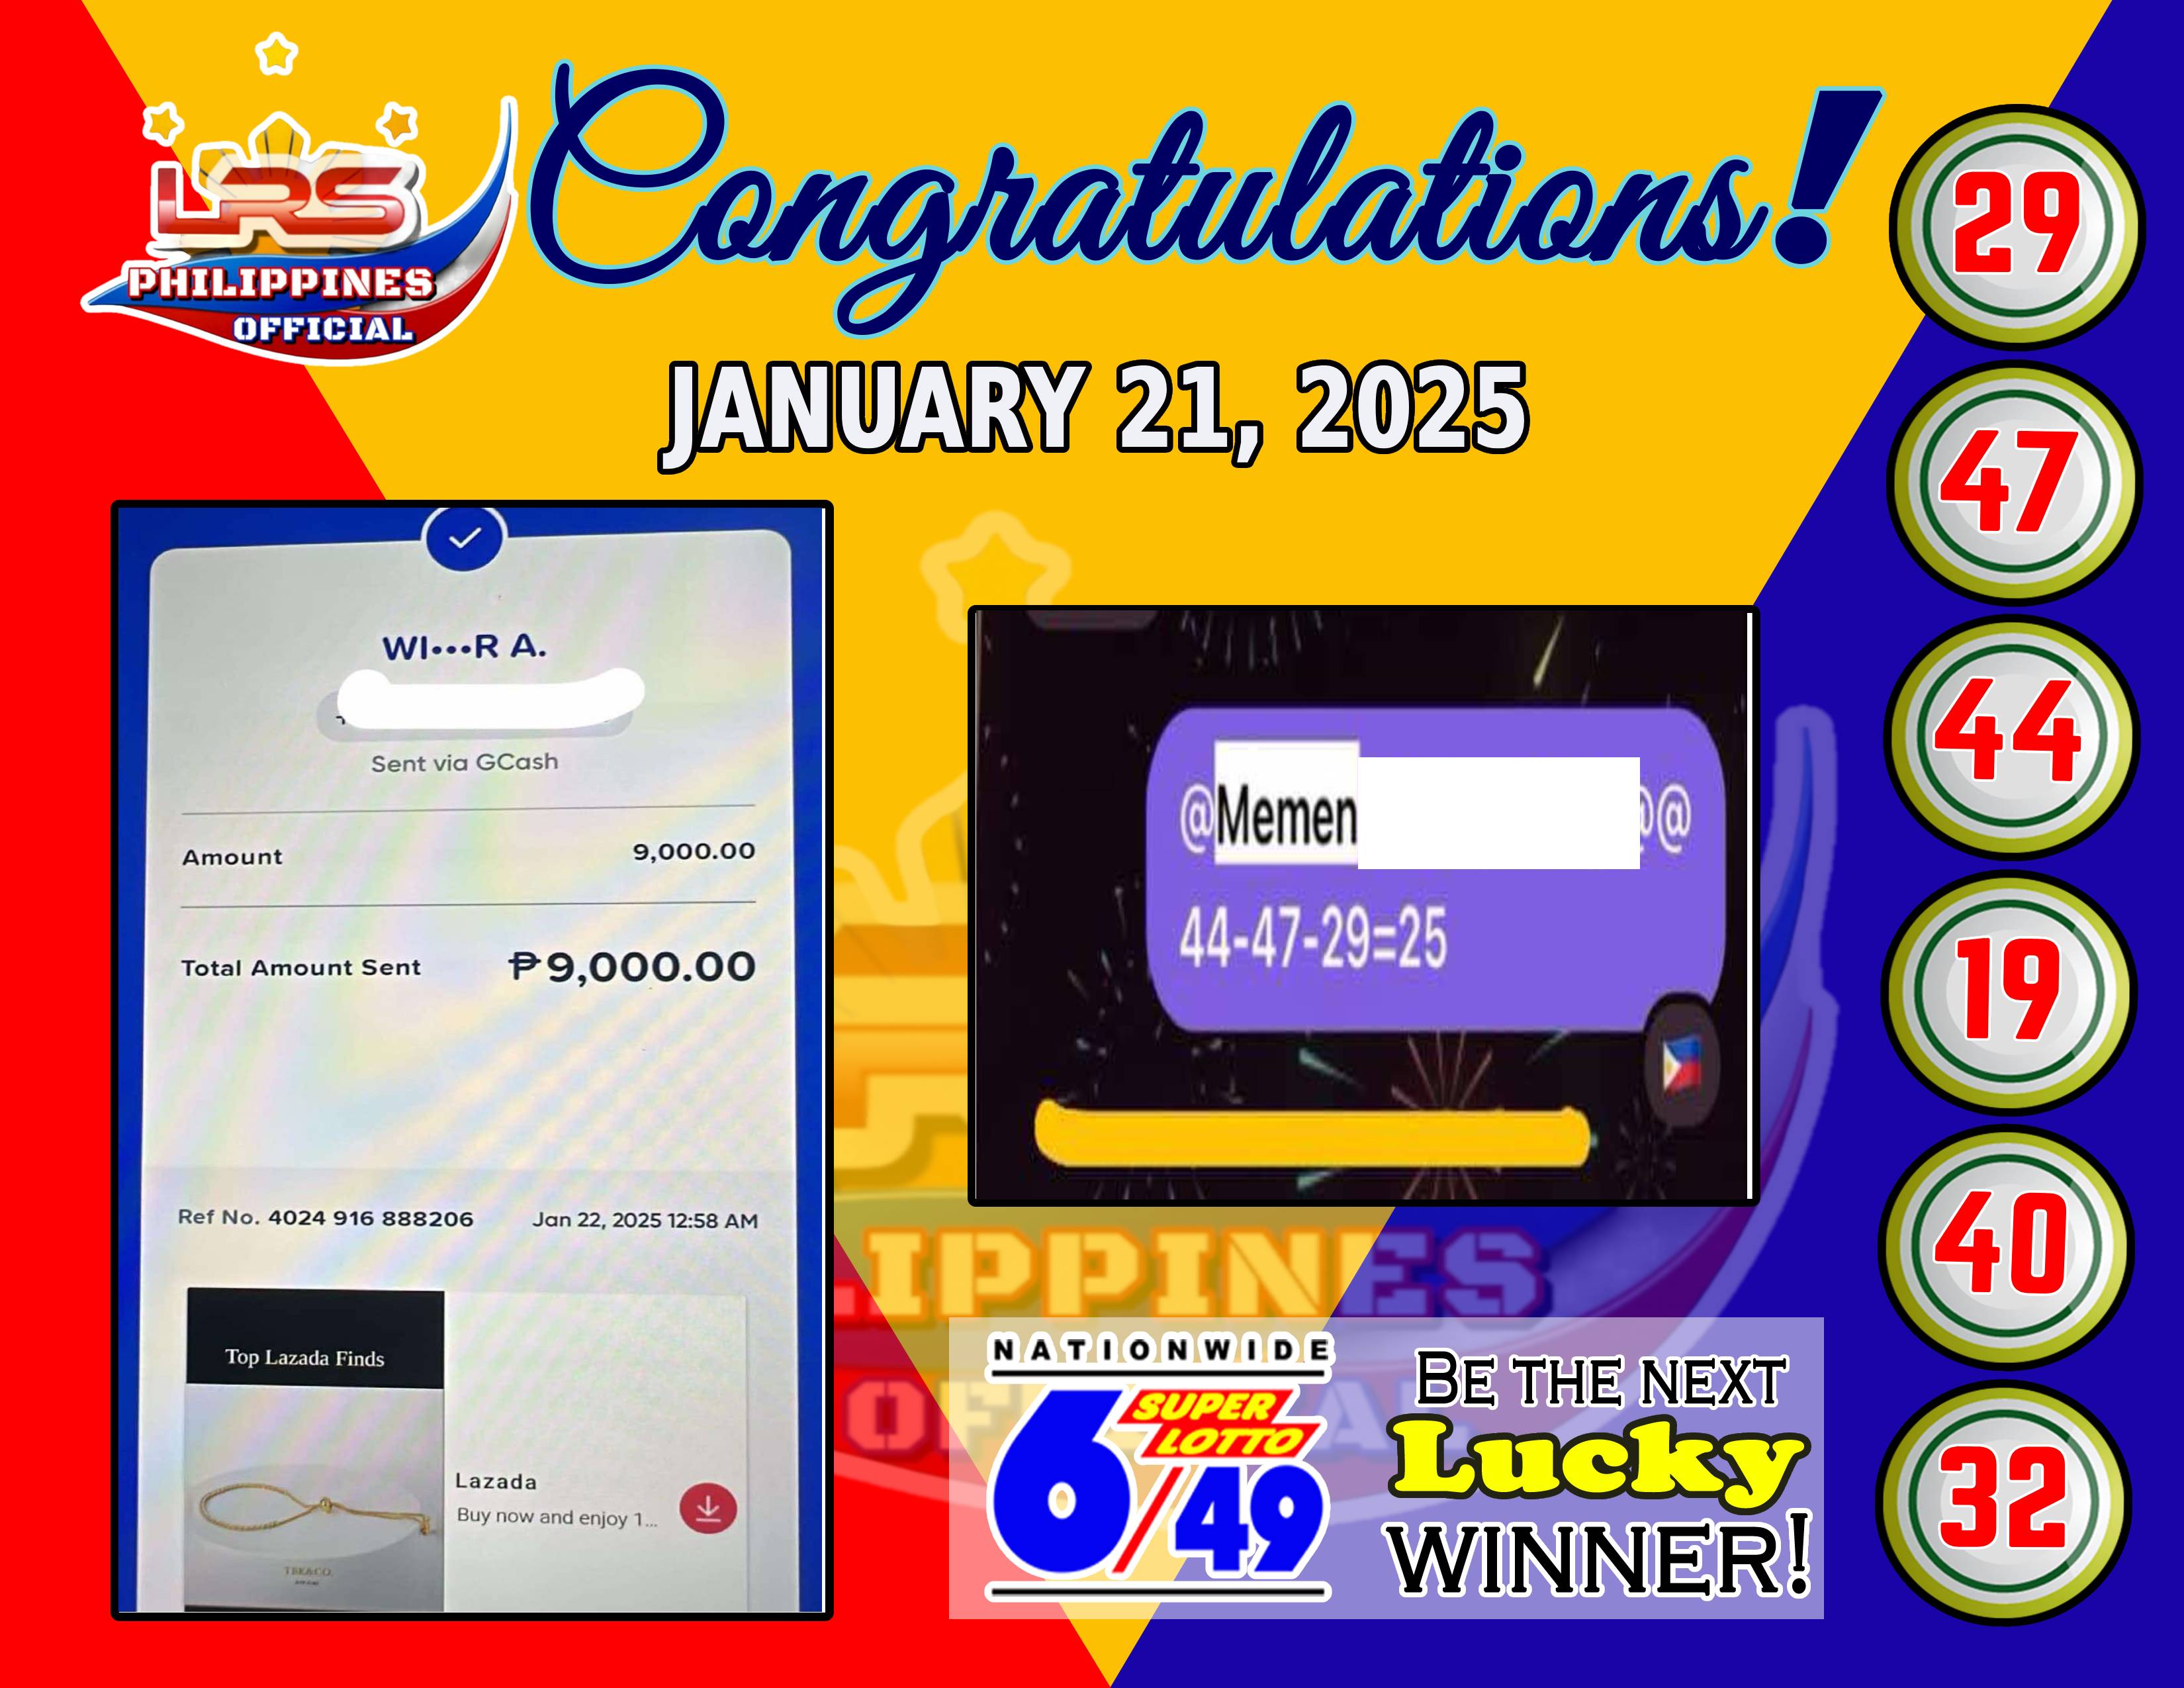 LRS
PHILIPPINES
OFFICIAL
Congratulations!
JANUARY 21, 2025
WI•••R A.
Sent via GCash
Amount 9,000.00
Total Amount Sent ₱9,000.00
Ref No. 4024 916 888206 Jan 22, 2025 12:58 AM
Top Lazada Finds
Lazada
Buy now and enjoy 1...
@Memen @@
44-47-29=25
LIPPINES
NATIONWIDE
SUPER
LOTTO
6/49
BE THE NEXT
Lucky
WINNER!
29
47
44
19
40
32